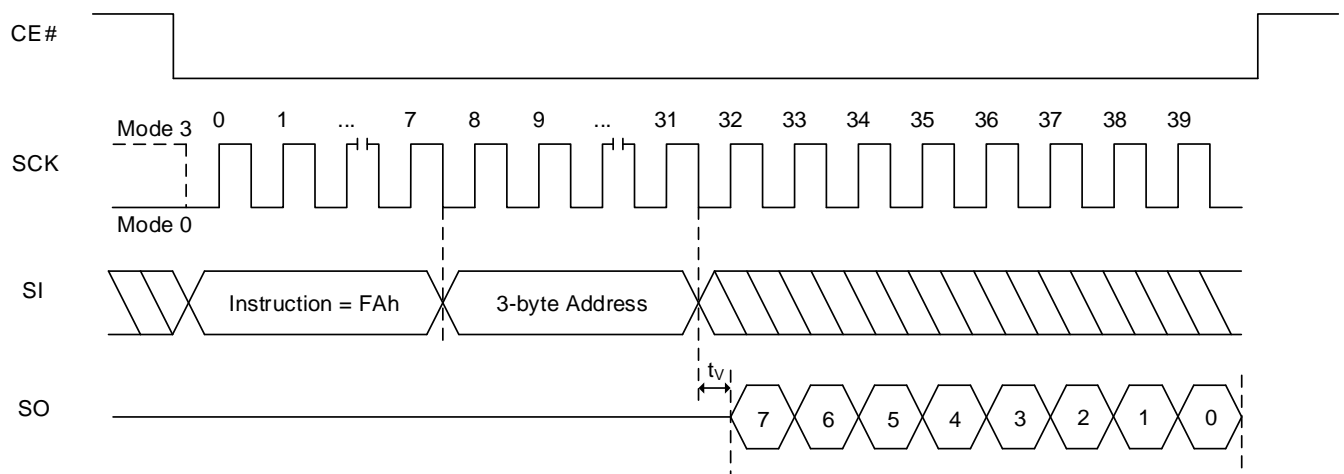 CE#
0 1 ... 7 8 9 ... 31 32 33 34 35 36 37 38 39
Mode 3
SCK
Mode 0
SI
Instruction = FAh
3-byte Address
tV
SO
7 6 5 4 3 2 1 0